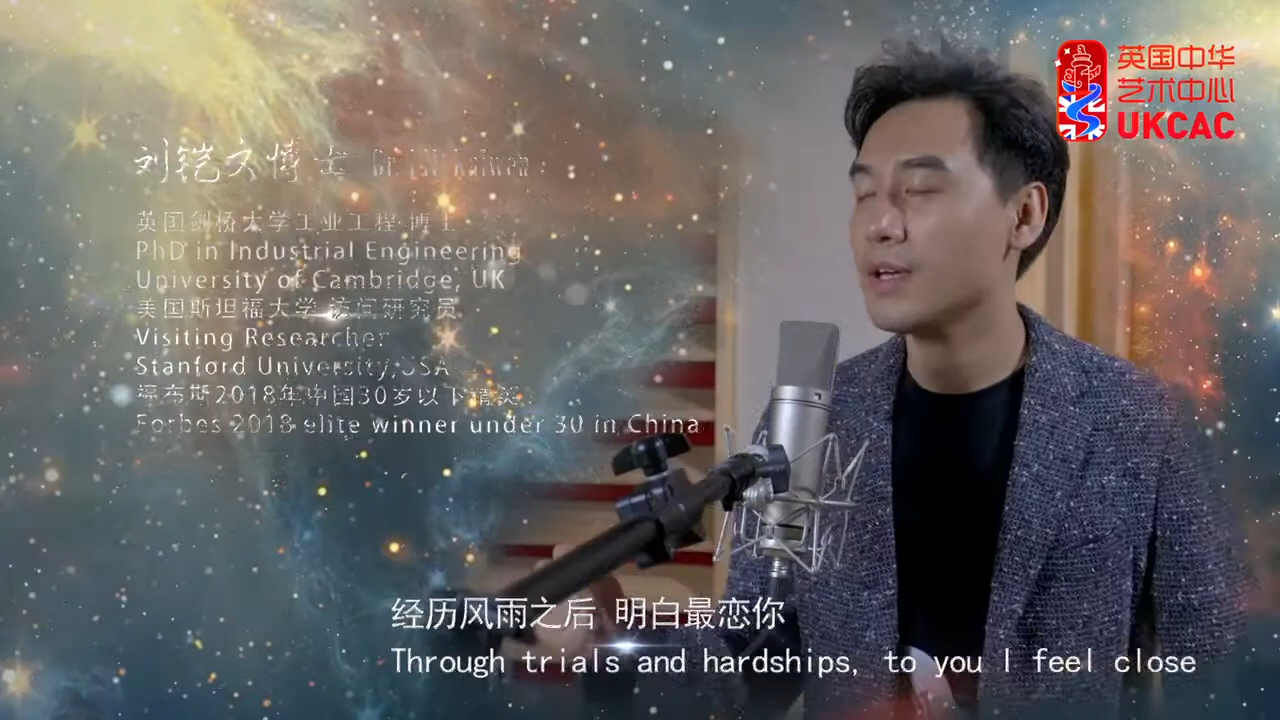 英国中华
艺术中心
UKCAC
刘铠文博士 Dr. Liu Kaiwen
英国剑桥大学工业工程 博士
PhD in Industrial Engineering
University of Cambridge, UK
美国斯坦福大学 访问研究员
Visiting Researcher
Stanford University,USA
福布斯2018年中国30岁以下精英
Forbes 2018 elite winner under 30 in China
经历风雨之后 明白最恋你
Through trials and hardships, to you I feel close